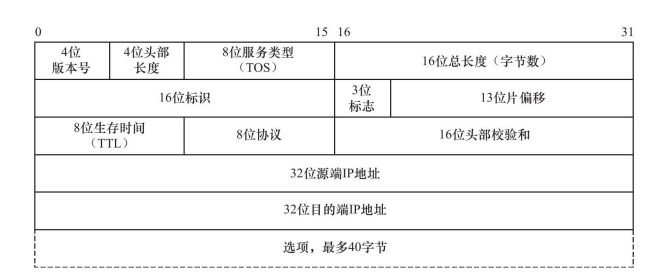 0 15 16 31
4位 4位头部 8位服务类型 16位总长度（字节数）
版本号 长度 （TOS）
16位标识 3位 13位片偏移
标志
8位生存时间 8位协议 16位头部校验和
（TTL）
32位源端IP地址
32位目的端IP地址
选项，最多40字节